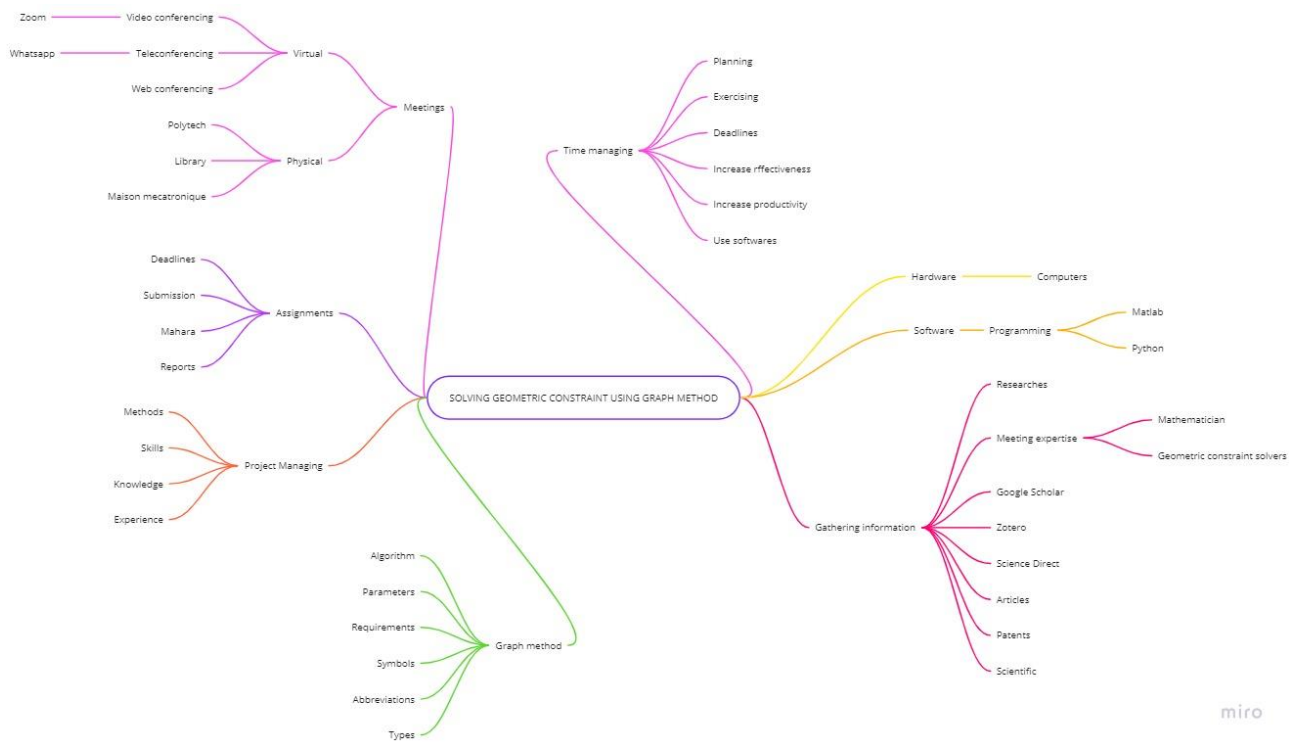 Zoom
Video conferencing
Whatsapp
Teleconferencing
Virtual
Web conferencing
Meetings
Polytech
Library
Physical
Maison mecatronique
Planning
Exercising
Deadlines
Time managing
Increase rffectiveness
Increase productivity
Use softwares
Deadlines
Submission
Assignments
Mahara
Reports
Hardware
Computers
Software
Programming
Matlab
Python
SOLVING GEOMETRIC CONSTRAINT USING GRAPH METHOD
Methods
Skills
Project Managing
Knowledge
Experience
Researches
Meeting expertise
Mathematician
Geometric constraint solvers
Google Scholar
Gathering information
Zotero
Science Direct
Articles
Patents
Scientific
Algorithm
Parameters
Requirements
Graph method
Symbols
Abbreviations
Types
miro